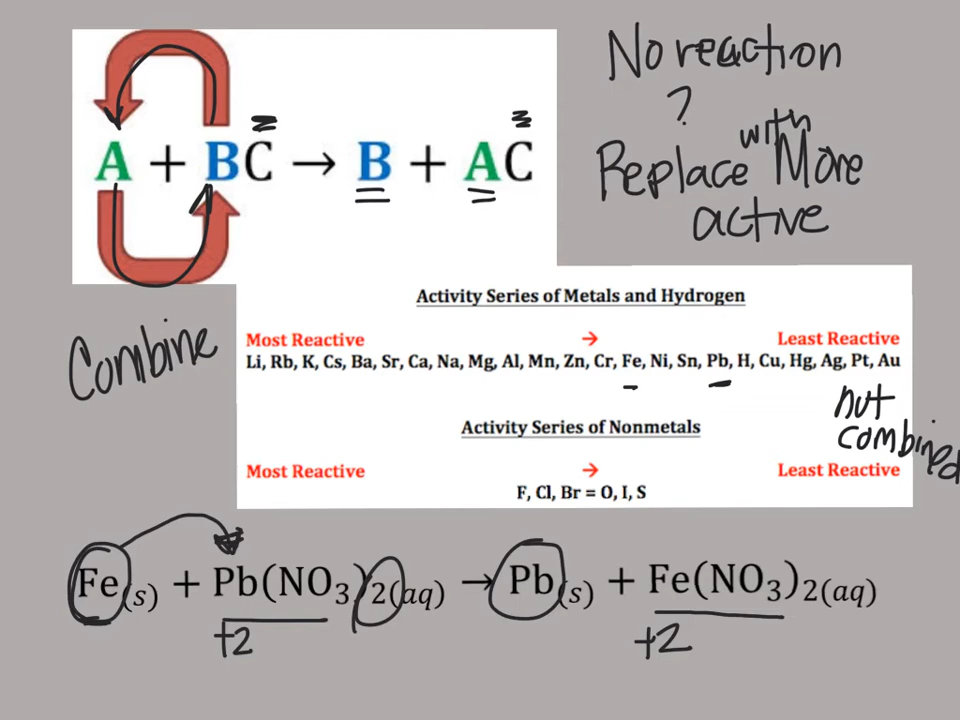 A + BC → B + AC
No reaction
?
Replace with More
active
Combine
Activity Series of Metals and Hydrogen
Most Reactive → Least Reactive
Li, Rb, K, Cs, Ba, Sr, Ca, Na, Mg, Al, Mn, Zn, Cr, Fe, Ni, Sn, Pb, H, Cu, Hg, Ag, Pt, Au
not
combined
Activity Series of Nonmetals
Most Reactive → Least Reactive
F, Cl, Br = O, I, S
Fe(s) + Pb(NO3)2(aq) → Pb(s) + Fe(NO3)2(aq)
+2 +2